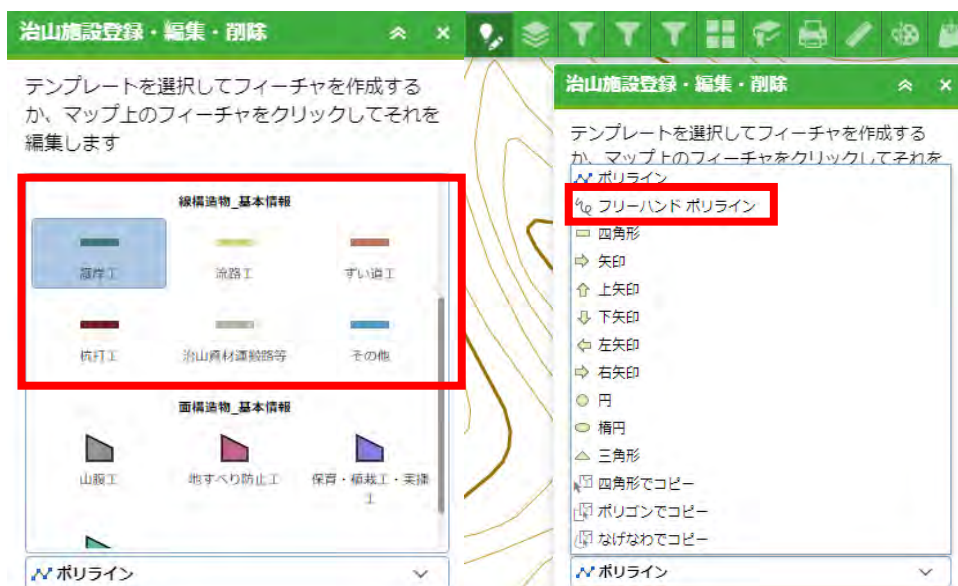 治山施設登録・編集・削除
テンプレートを選択してフィーチャを作成する
か、マップ上のフィーチャをクリックしてそれを
編集します
線構造物_基本情報
護岸工
流路工
ずい道工
杭打工
治山資材運搬路等
その他
面構造物_基本情報
山腹工
地すべり防止工
保育・植栽工・実播
工
ポリライン
治山施設登録・編集・削除
テンプレートを選択してフィーチャを作成する
か、マップ上のフィーチャをクリックしてそれを
ポリライン
フリーハンド ポリライン
四角形
矢印
上矢印
下矢印
左矢印
右矢印
円
楕円
三角形
四角形でコピー
ポリゴンでコピー
なげなわでコピー
ポリライン